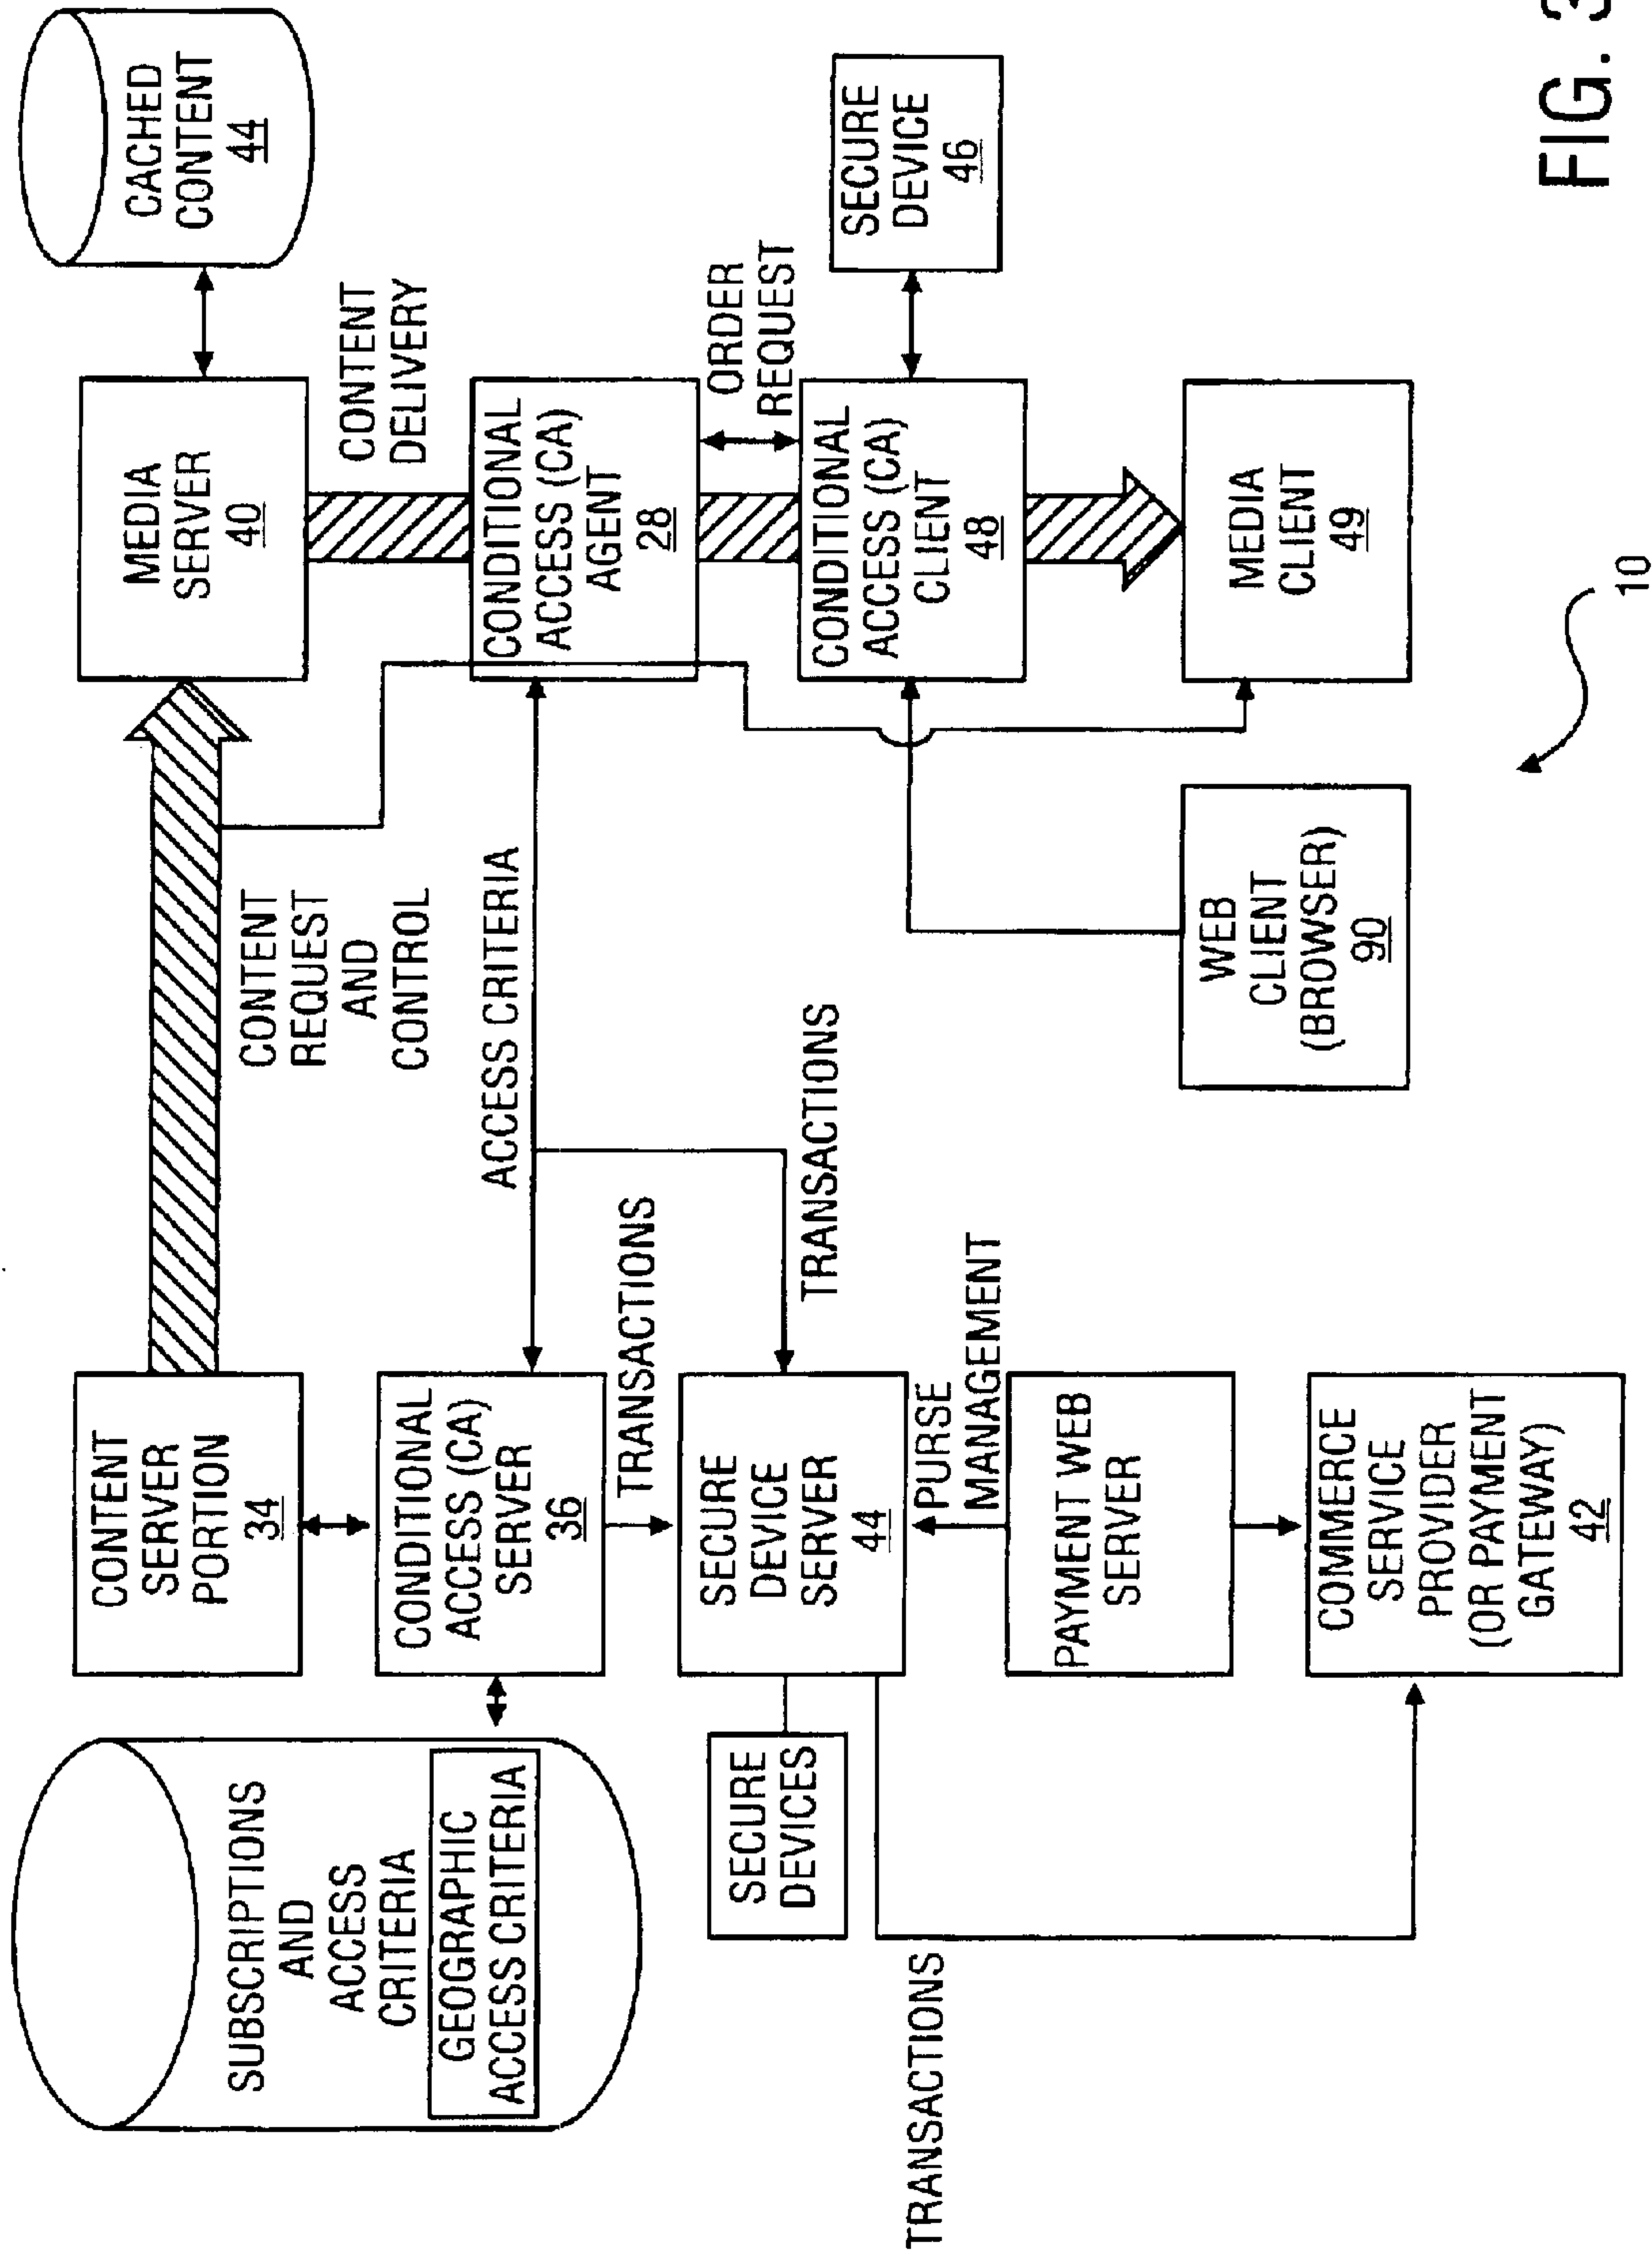 SUBSCRIPTIONS
AND
ACCESS
CRITERIA
GEOGRAPHIC
ACCESS CRITERIA
CONTENT
SERVER
PORTION
34
CONTENT
REQUEST
AND
CONTROL
MEDIA
SERVER
40
CACHED
CONTENT
44
CONTENT
DELIVERY
CONDITIONAL
ACCESS (CA)
SERVER
36
ACCESS CRITERIA
CONDITIONAL
ACCESS (CA)
AGENT
28
TRANSACTIONS
ORDER
REQUEST
SECURE
DEVICES
SECURE
DEVICE
SERVER
44
TRANSACTIONS
CONDITIONAL
ACCESS (CA)
CLIENT
48
SECURE
DEVICE
46
TRANSACTIONS
PURSE
MANAGEMENT
PAYMENT WEB
SERVER
WEB
CLIENT
(BROWSER)
90
MEDIA
CLIENT
49
COMMERCE
SERVICE
PROVIDER
(OR PAYMENT
GATEWAY)
42
10
FIG. 3